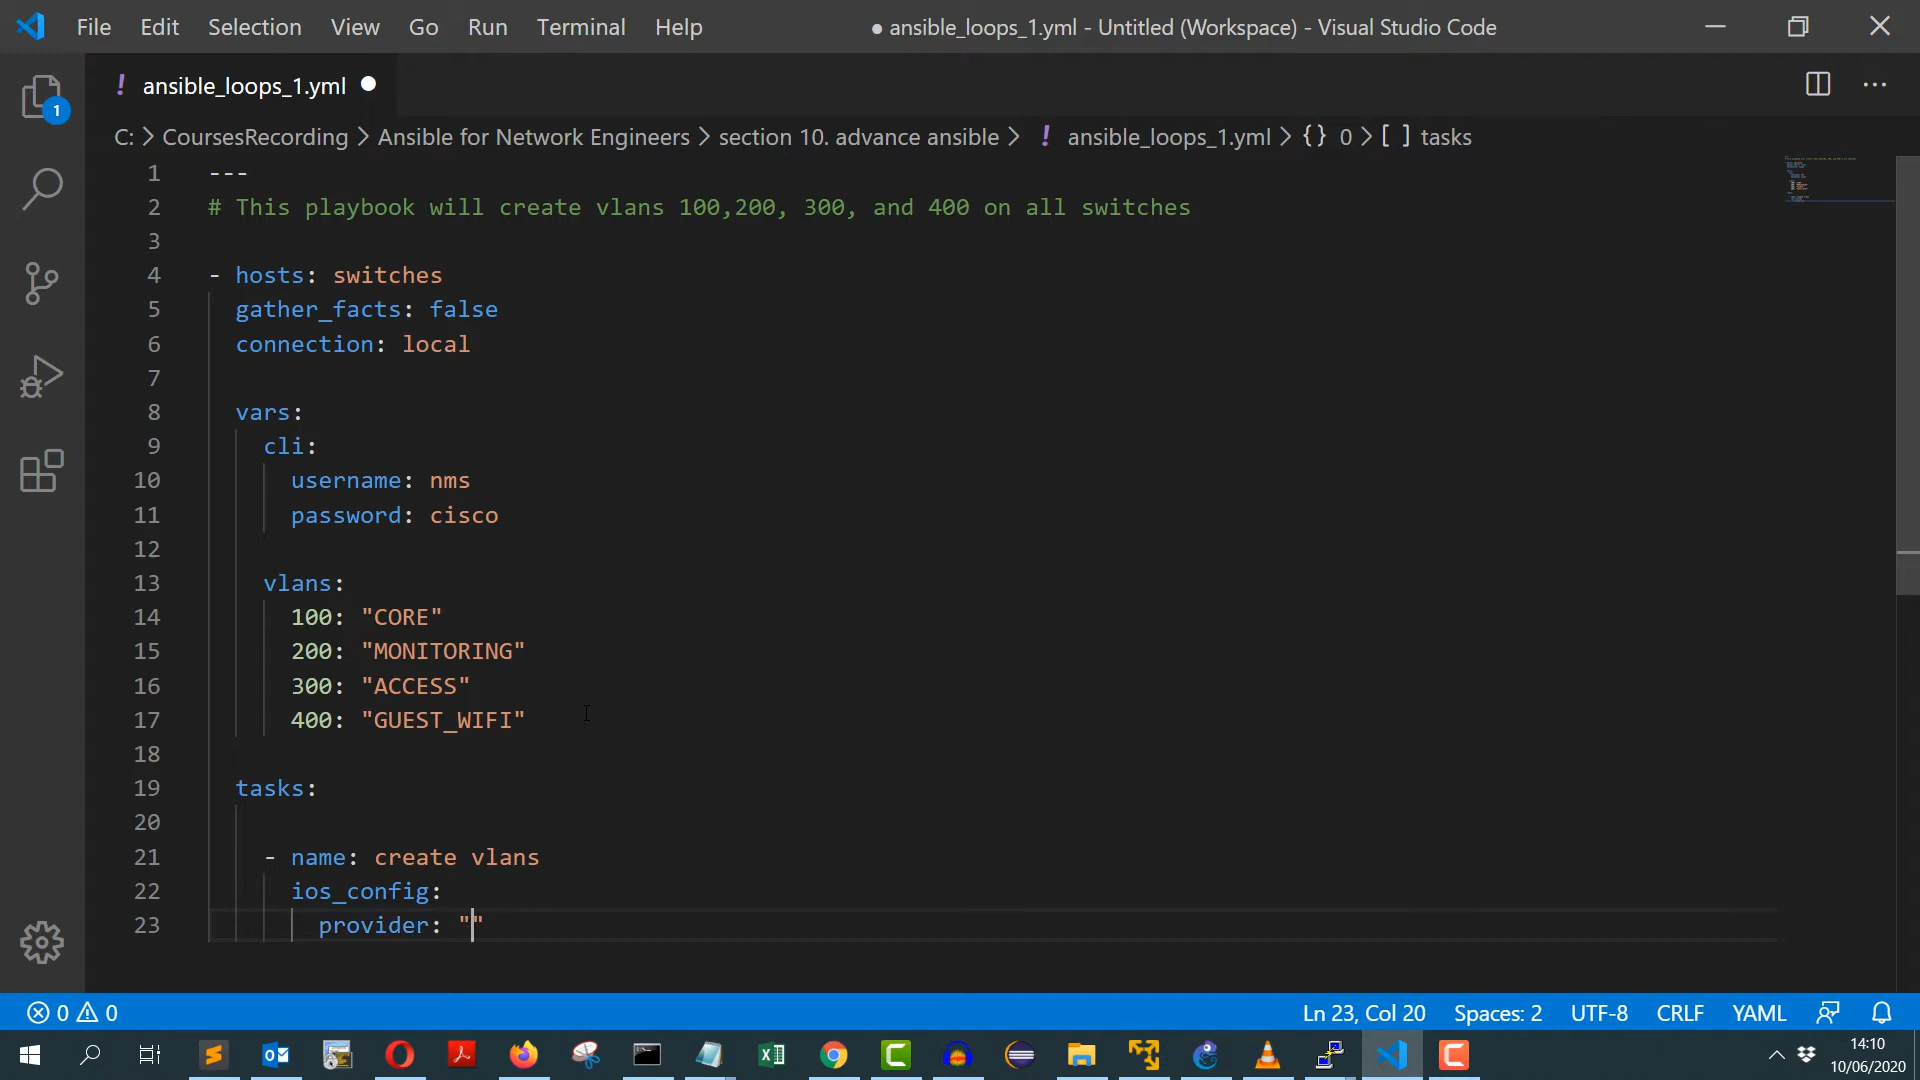 File Edit Selection View Go Run Terminal Help
● ansible_loops_1.yml - Untitled (Workspace) - Visual Studio Code
1
! ansible_loops_1.yml ●
C: > CoursesRecording > Ansible for Network Engineers > section 10. advance ansible > ! ansible_loops_1.yml > {} 0 > [ ] tasks
1 ---
2 # This playbook will create vlans 100,200, 300, and 400 on all switches
3
4 - hosts: switches
5 gather_facts: false
6 connection: local
7
8 vars:
9 cli:
10 username: nms
11 password: cisco
12
13 vlans:
14 100: "CORE"
15 200: "MONITORING"
16 300: "ACCESS"
17 400: "GUEST_WIFI"
18
19 tasks:
20
21 - name: create vlans
22 ios_config:
23 provider: ""
0 0
Ln 23, Col 20 Spaces: 2 UTF-8 CRLF YAML
14:10
10/06/2020